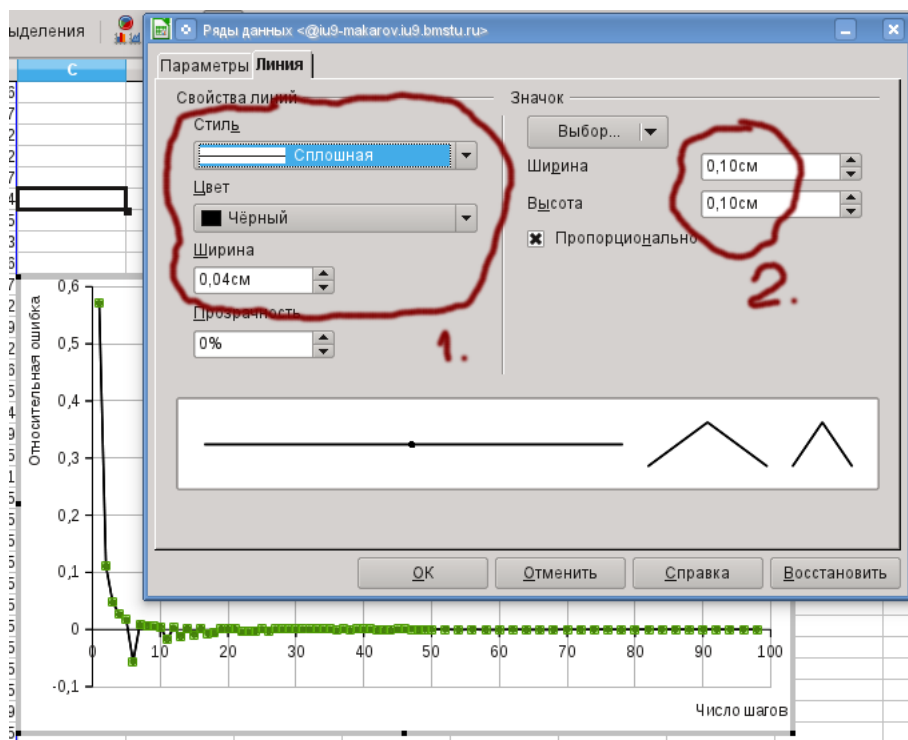 ыделения
Ряды данных <@iu9-makarov.iu9.bmstu.ru>
Параметры Линия
C
Свойства линий
Стиль
Сплошная
Цвет
Чёрный
Ширина
0,04см
Прозрачность
0%
1.
Значок
Выбор...
Ширина
0,10см
Высота
0,10см
Пропорционально
2.
ОК Отменить Справка Восстановить
Относительная ошибка
0,6
0,5
0,4
0,3
0,2
0,1
0
-0,1
0 10 20 30 40 50 60 70 80 90 100
Число шагов